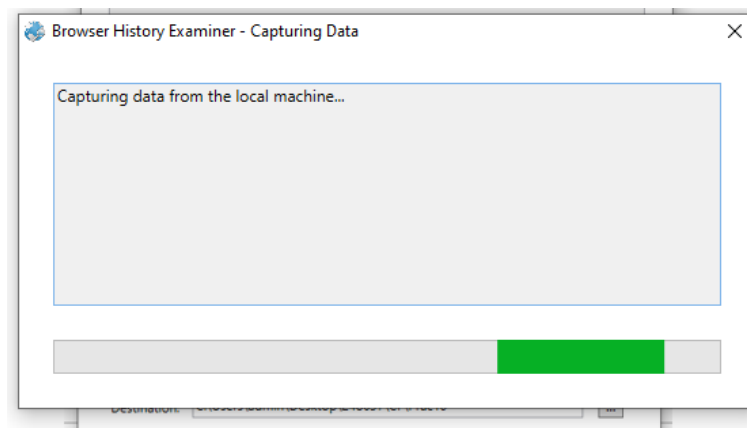 Browser History Examiner - Capturing Data
Capturing data from the local machine...
Destination:
...